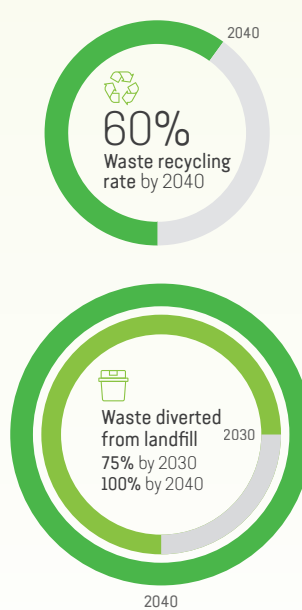 2040
60%
Waste recycling
rate by 2040
Waste diverted
from landfill
2030
75% by 2030
100% by 2040
2040